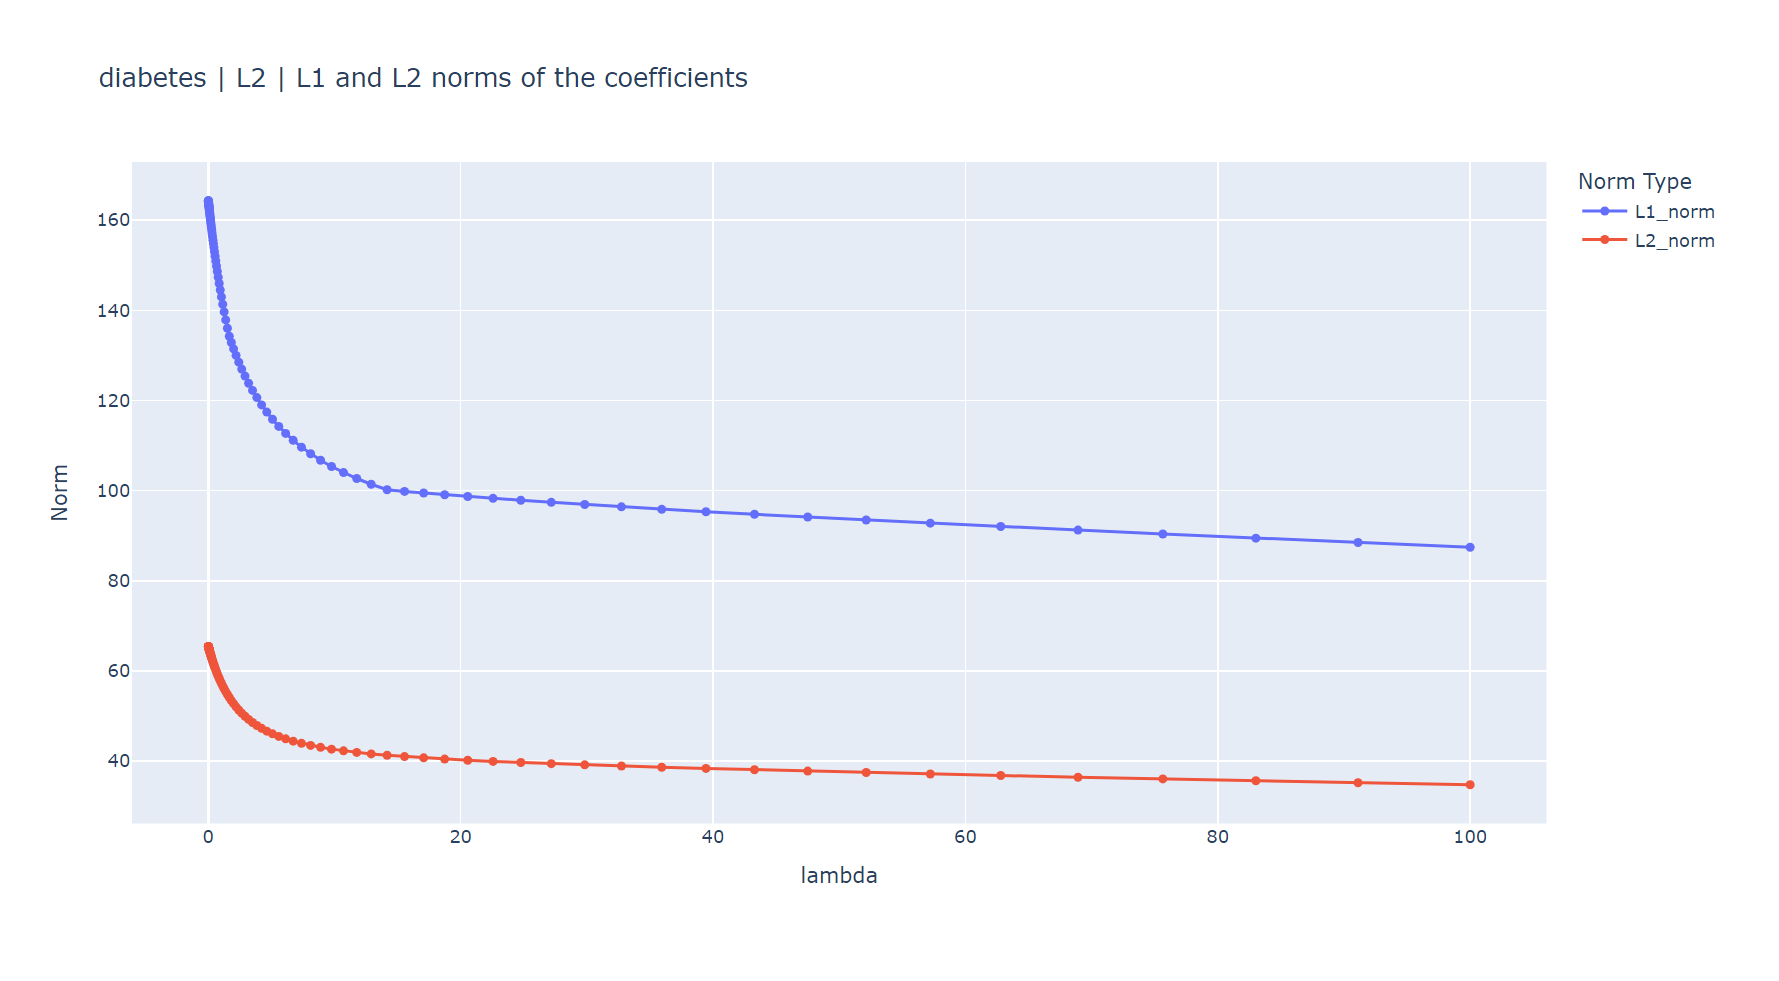 diabetes | L2 | L1 and L2 norms of the coefficients
Norm Type
L1_norm
L2_norm
160
140
120
100
80
60
40
Norm
0 20 40 60 80 100
lambda